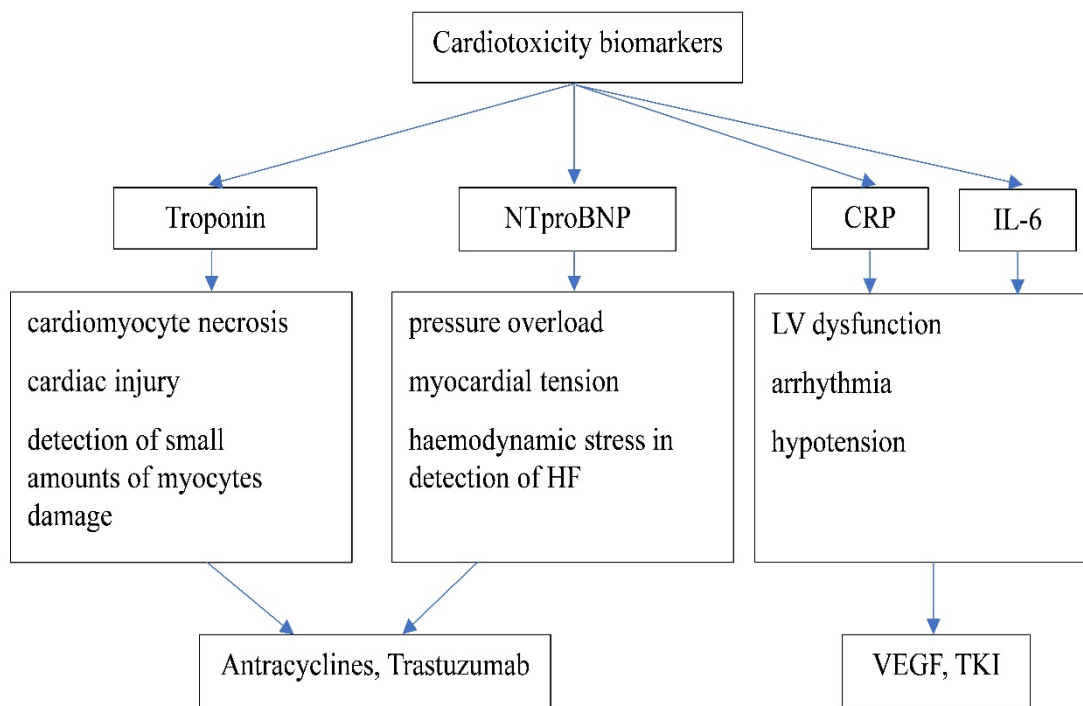 Cardiotoxicity biomarkers
Troponin
NTproBNP
CRP
IL-6
cardiomyocyte necrosis
cardiac injury
detection of small
amounts of myocytes
damage
pressure overload
myocardial tension
haemodynamic stress in
detection of HF
LV dysfunction
arrhythmia
hypotension
Antracyclines, Trastuzumab
VEGF, TKI